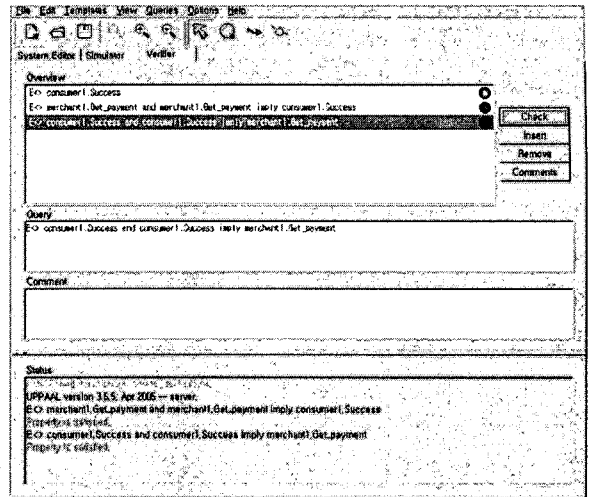 File Edit Templates View Queries Options Help
System Editor Simulator Verifier
Overview
E<> consumer1.Success
E<> merchant1.Get_payment and merchant1.Get_payment imply consumer1.Success
E<> consumer1.Success and consumer1.Success imply merchant1.Get_payment
Check
Insert
Remove
Comments
Query
E<> consumer1.Success and consumer1.Success imply merchant1.Get_payment
Comment
Status
UPPAAL version 3.5.5, Apr 2005 -- server.
E<> merchant1.Get_payment and merchant1.Get_payment imply consumer1.Success
Property is satisfied.
E<> consumer1.Success and consumer1.Success imply merchant1.Get_payment
Property is satisfied.